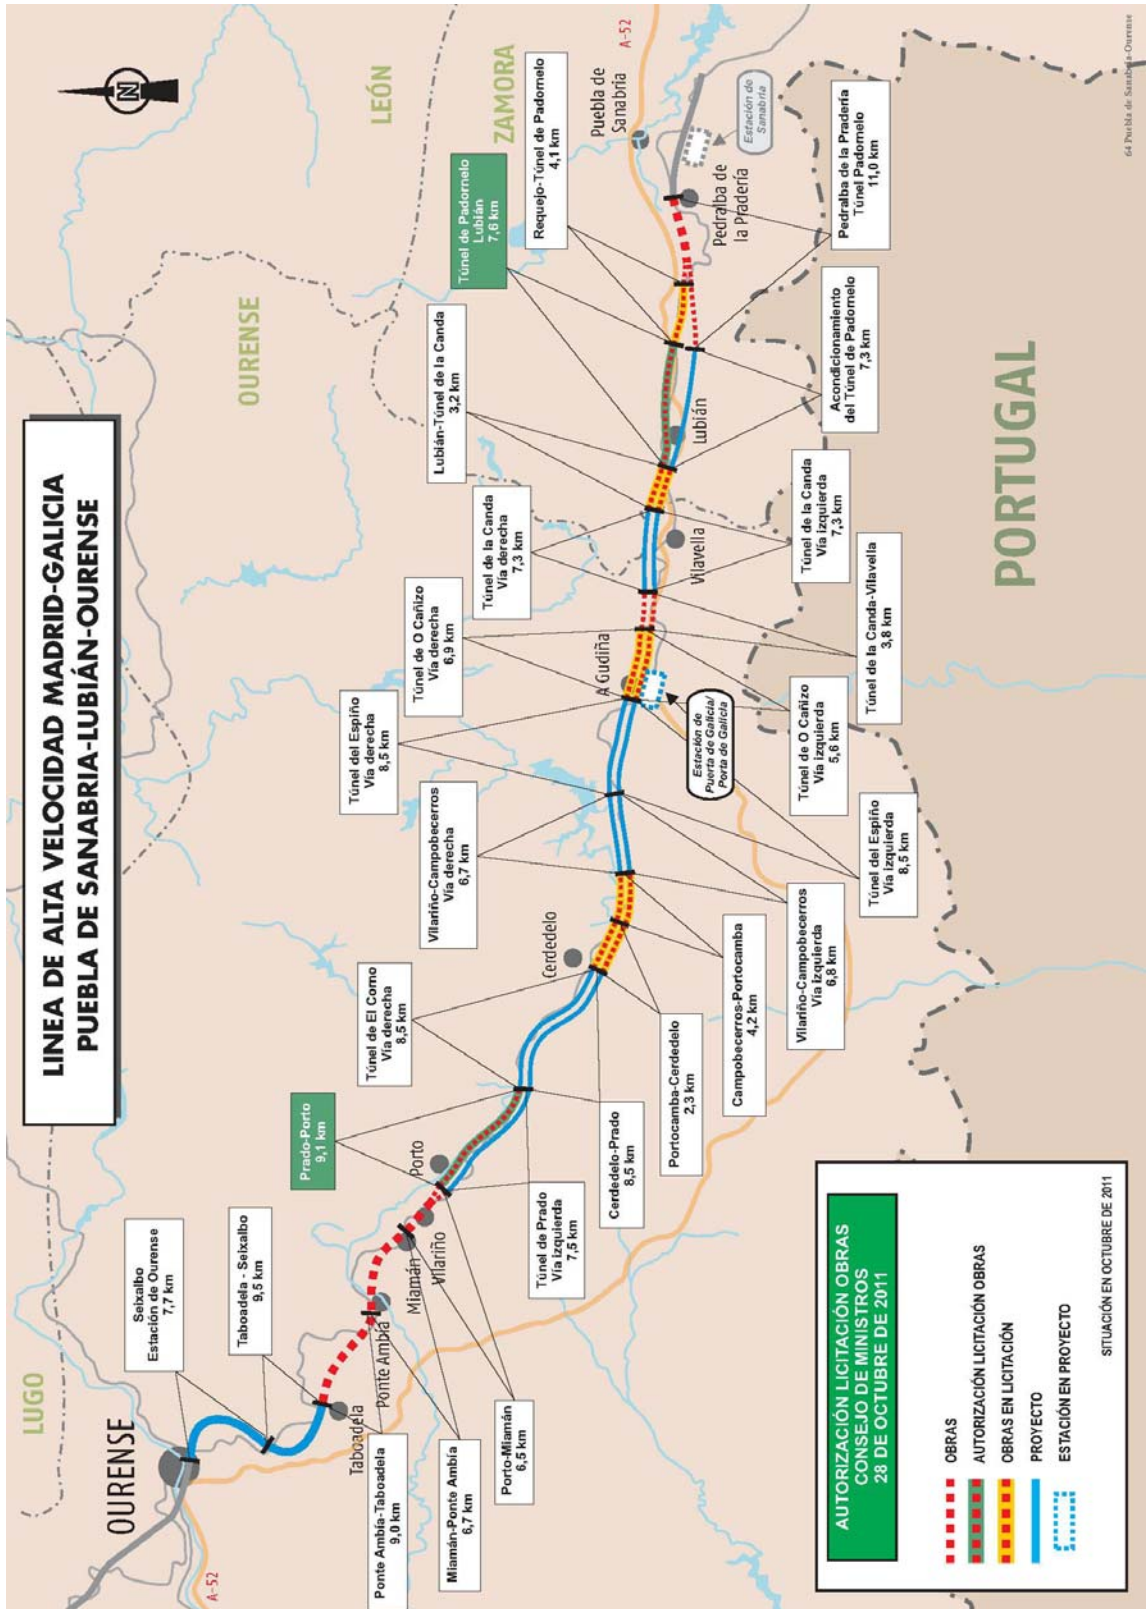 LINEA DE ALTA VELOCIDAD MADRID-GALICIA
PUEBLA DE SANABRIA-LUBIÁN-OURENSE
N
LUGO
OURENSE
LEÓN
ZAMORA
OURENSE
PORTUGAL
A-52
A-52
Seixalbo
Estación de Ourense
7,7 km
Taboadela - Seixalbo
9,5 km
Prado-Porto
9,1 km
Túnel de El Corno
Vía derecha
8,5 km
Vilariño-Campobecerros
Vía derecha
6,7 km
Túnel del Espiño
Vía derecha
8,5 km
Túnel de O Cañizo
Vía derecha
6,9 km
Túnel de la Canda
Vía derecha
7,3 km
Lubián-Túnel de la Canda
3,2 km
Túnel de Padornelo
Lubián
7,6 km
Requejo-Túnel de Padornelo
4,1 km
Taboadela
Ponte Ambía
Miamán
Vilariño
Porto
Cerdedelo
A Gudiña
Vilavella
Lubián
Pedralba de
la Pradería
Puebla de
Sanabria
Estación de
Sanabria
Estación de
Puerta de Galicia/
Porta de Galicia
Ponte Ambía-Taboadela
9,0 km
Miamán-Ponte Ambía
6,7 km
Porto-Miamán
6,5 km
Túnel de Prado
Vía izquierda
7,5 km
Cerdedelo-Prado
8,5 km
Portocamba-Cerdedelo
2,3 km
Campobecerros-Portocamba
4,2 km
Vilariño-Campobecerros
Vía izquierda
6,8 km
Túnel del Espiño
Vía izquierda
8,5 km
Túnel de O Cañizo
Vía izquierda
5,6 km
Túnel de la Canda-Vilavella
3,8 km
Túnel de la Canda
Vía izquierda
7,3 km
Acondicionamiento
del Túnel de Padornelo
7,3 km
Pedralba de la Pradería
Túnel Padornelo
11,0 km
AUTORIZACIÓN LICITACIÓN OBRAS
CONSEJO DE MINISTROS
28 DE OCTUBRE DE 2011
OBRAS
AUTORIZACIÓN LICITACIÓN OBRAS
OBRAS EN LICITACIÓN
PROYECTO
ESTACIÓN EN PROYECTO
SITUACIÓN EN OCTUBRE DE 2011
64 Puebla de Sanabria-Ourense